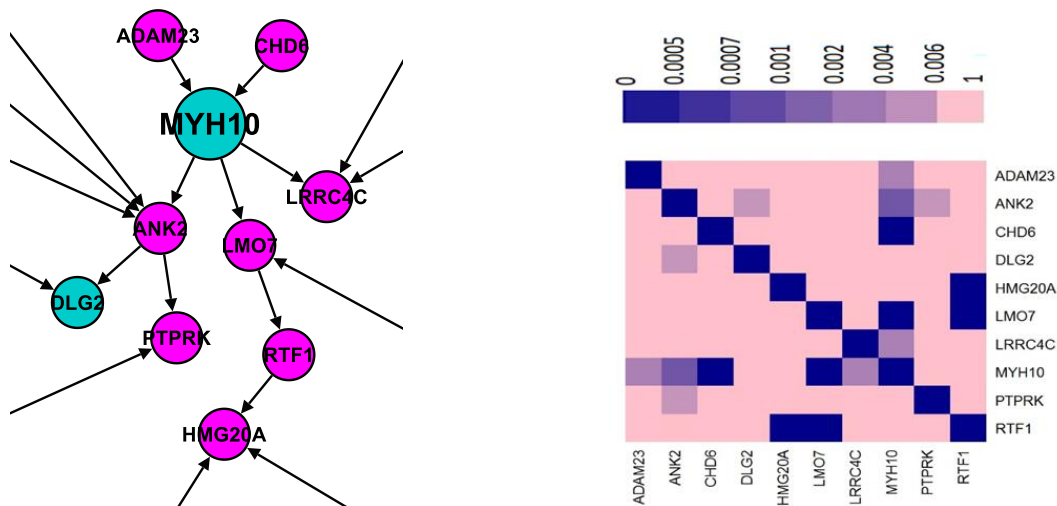 ADAM23
CHD6
MYH10
LRRC4C
ANK2
LMO7
DLG2
PTPRK
RTF1
HMG20A
0
0.0005
0.0007
0.001
0.002
0.004
0.006
1
ADAM23
ANK2
CHD6
DLG2
HMG20A
LMO7
LRRC4C
MYH10
PTPRK
RTF1
ADAM23
ANK2
CHD6
DLG2
HMG20A
LMO7
LRRC4C
MYH10
PTPRK
RTF1